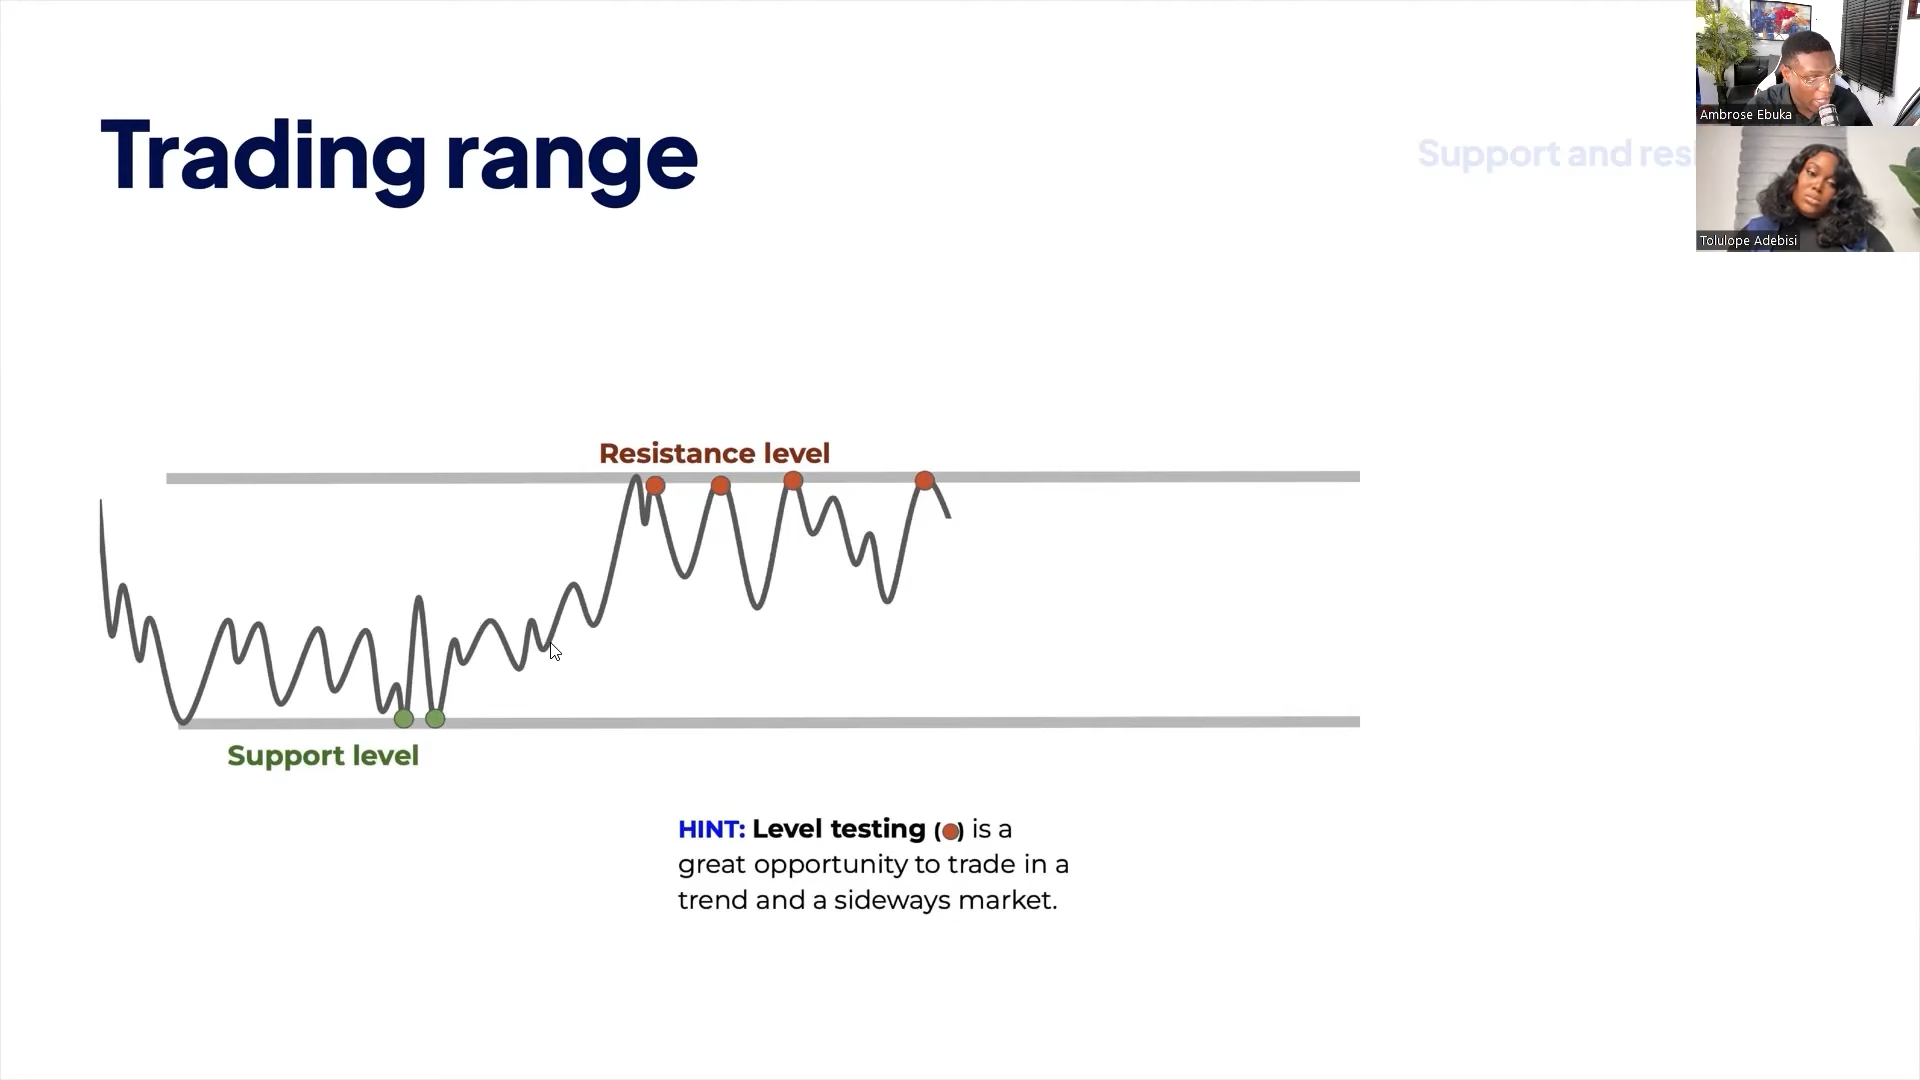 Trading range
Support and resi
Ambrose Ebuka
Tolulope Adebisi
Resistance level
Support level
HINT: Level testing () is a
great opportunity to trade in a
trend and a sideways market.